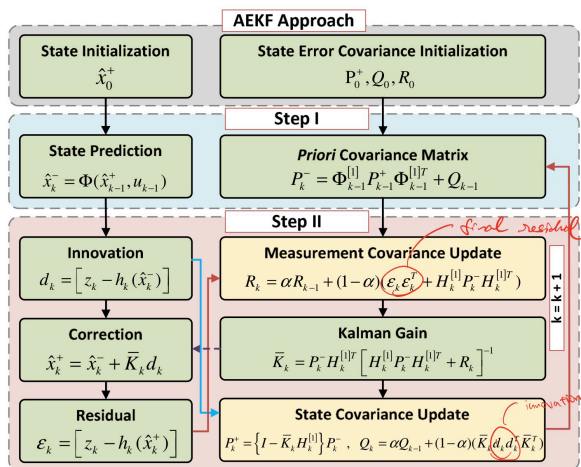 AEKF Approach
State Initialization
x̂₀⁺
State Error Covariance Initialization
P₀⁺, Q₀, R₀
Step I
State Prediction
x̂ₖ⁻ = Φ(x̂ₖ₋₁⁺, uₖ₋₁)
Priori Covariance Matrix
Pₖ⁻ = Φₖ₋₁^[1] Pₖ₋₁⁺ Φₖ₋₁^[1]T + Qₖ₋₁
Step II
final residual
Innovation
dₖ = [zₖ − hₖ(x̂ₖ⁻)]
Measurement Covariance Update
Rₖ = αRₖ₋₁ + (1−α)(εₖεₖᵀ + Hₖ^[1] Pₖ⁻ Hₖ^[1]T)
k = k + 1
Correction
x̂ₖ⁺ = x̂ₖ⁻ + K̄ₖdₖ
Kalman Gain
K̄ₖ = Pₖ⁻ Hₖ^[1]T [Hₖ^[1] Pₖ⁻ Hₖ^[1]T + Rₖ]⁻¹
innovation
Residual
εₖ = [zₖ − hₖ(x̂ₖ⁺)]
State Covariance Update
Pₖ⁺ = {I − K̄ₖHₖ^[1]}Pₖ⁻ , Qₖ = αQₖ₋₁ + (1−α)(K̄ₖdₖdₖᵀK̄ₖᵀ)